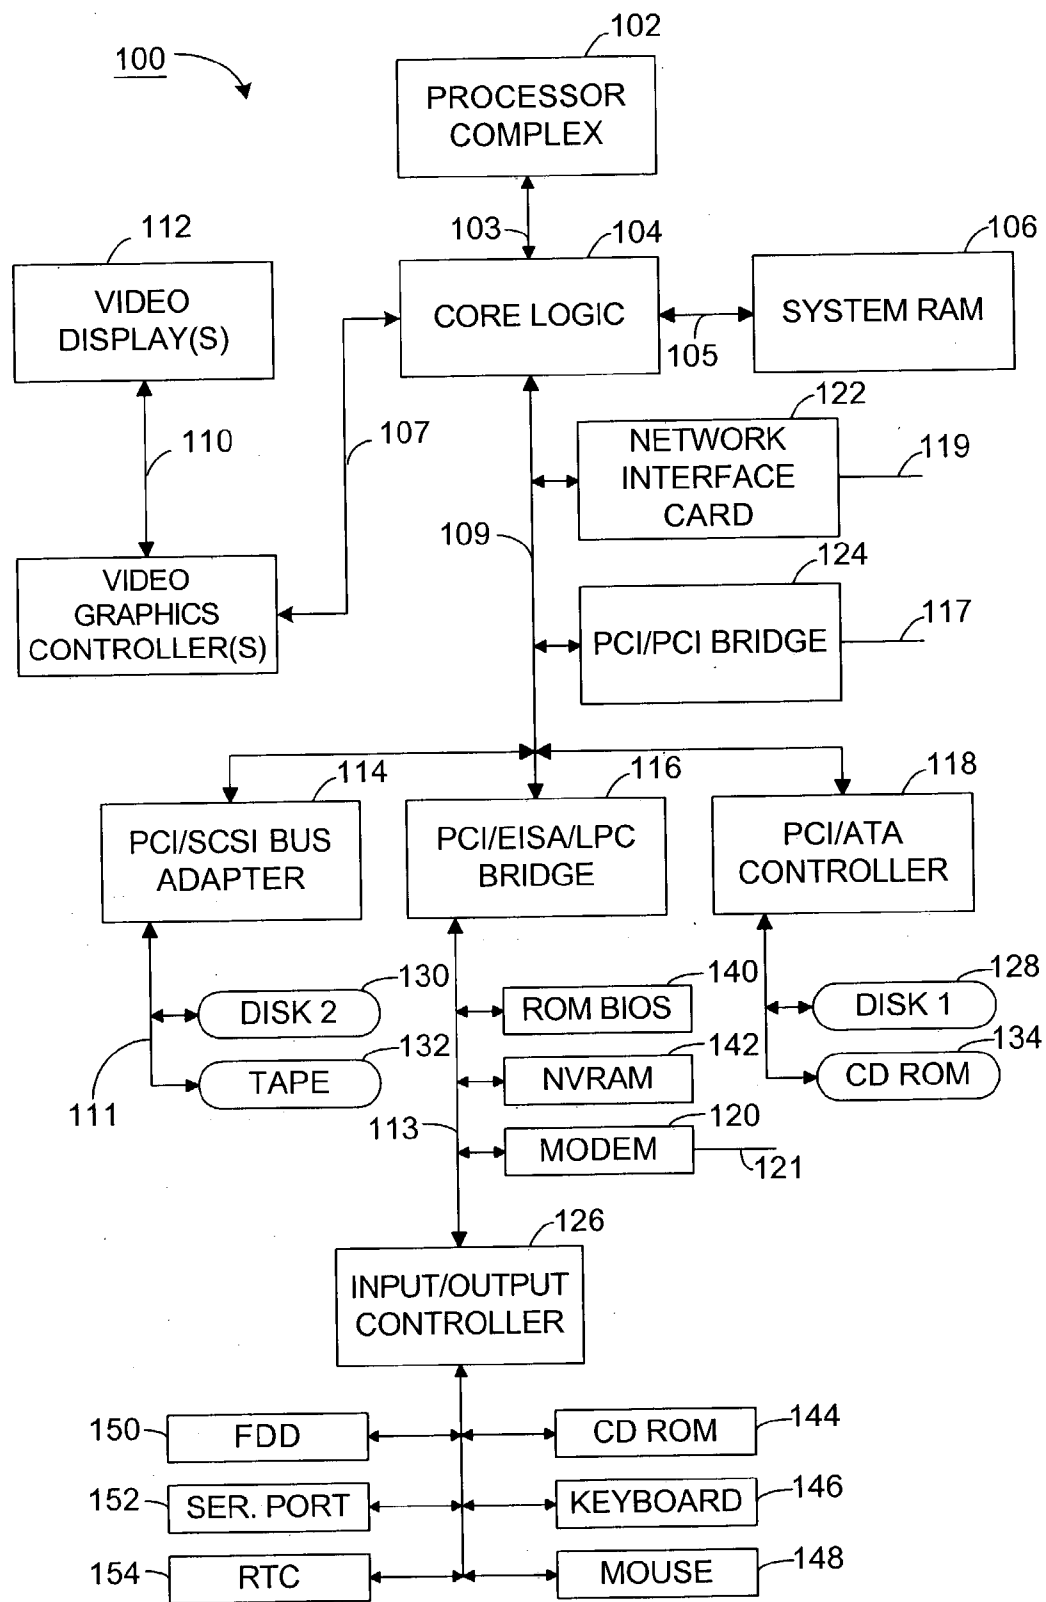 100
102
PROCESSOR
COMPLEX
103
104
CORE LOGIC
105
106
SYSTEM RAM
112
VIDEO
DISPLAY(S)
110
107
VIDEO
GRAPHICS
CONTROLLER(S)
109
122
NETWORK
INTERFACE
CARD
119
124
PCI/PCI BRIDGE
117
114
PCI/SCSI BUS
ADAPTER
116
PCI/EISA/LPC
BRIDGE
118
PCI/ATA
CONTROLLER
130
DISK 2
132
TAPE
111
140
ROM BIOS
142
NVRAM
120
MODEM
121
113
128
DISK 1
134
CD ROM
126
INPUT/OUTPUT
CONTROLLER
150
FDD
CD ROM
144
152
SER. PORT
KEYBOARD
146
154
RTC
MOUSE
148